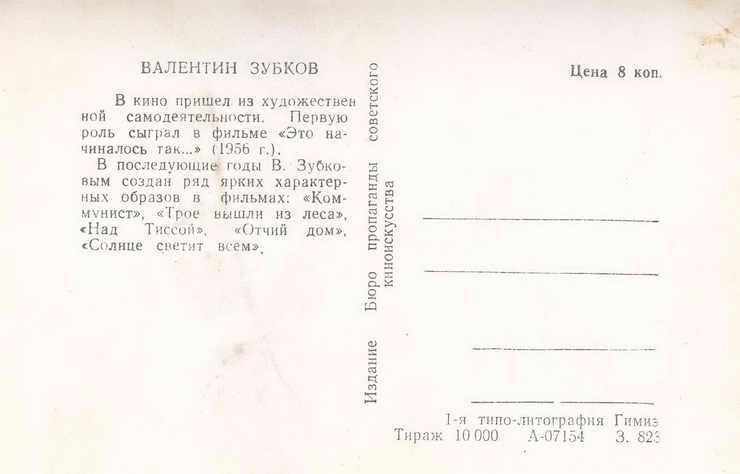 ВАЛЕНТИН ЗУБКОВ
В кино пришел из художествен
ной самодеятельности. Первую
роль сыграл в фильме «Это на-
чиналось так...» (1956 г.).
В последующие годы В. Зубко-
вым создан ряд ярких характер-
ных образов в фильмах: «Ком-
мунист», «Трое вышли из леса»,
«Над Тиссой», «Отчий дом»,
«Солнце светит всем».
Издание Бюро пропаганды советского
киноискусства
Цена 8 коп.
1-я типо-литография Гимиз
Тираж 10 000 А-07154 З. 823